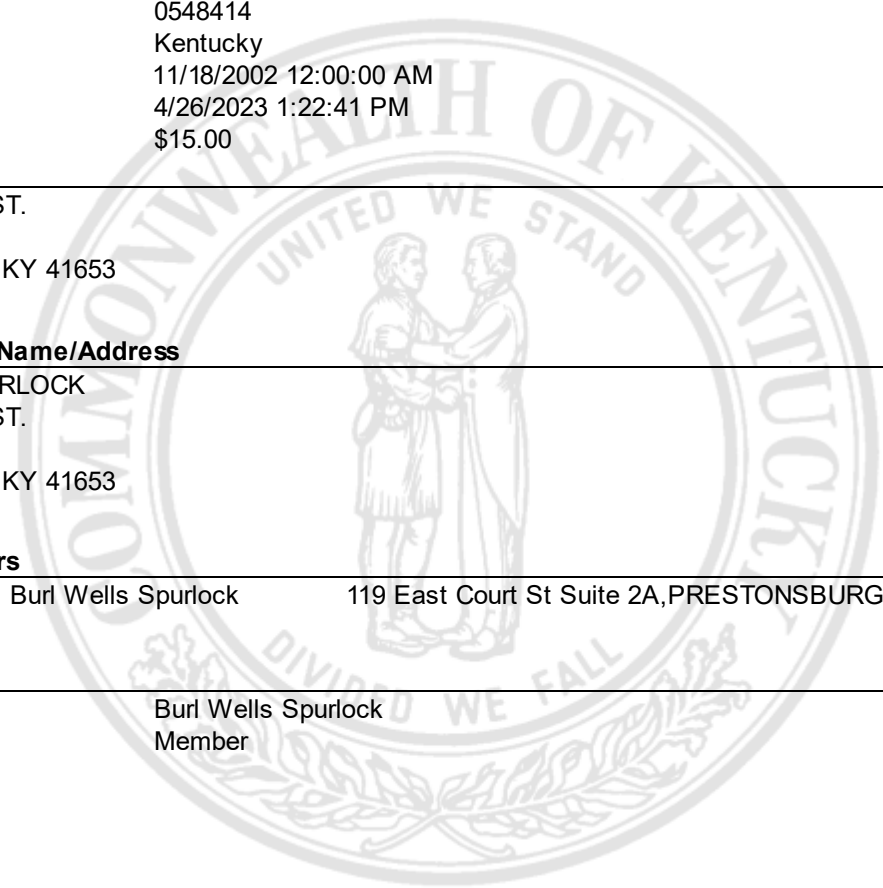 0548414
Kentucky
11/18/2002 12:00:00 AM
4/26/2023 1:22:41 PM
$15.00
ST.
KY 41653
Name/Address
RLOCK
ST.
KY 41653
rs
Burl Wells Spurlock 119 East Court St Suite 2A,PRESTONSBURG
Burl Wells Spurlock
Member
COMMONWEALTH OF KENTUCKY
UNITED WE STAND
DIVIDED WE FALL